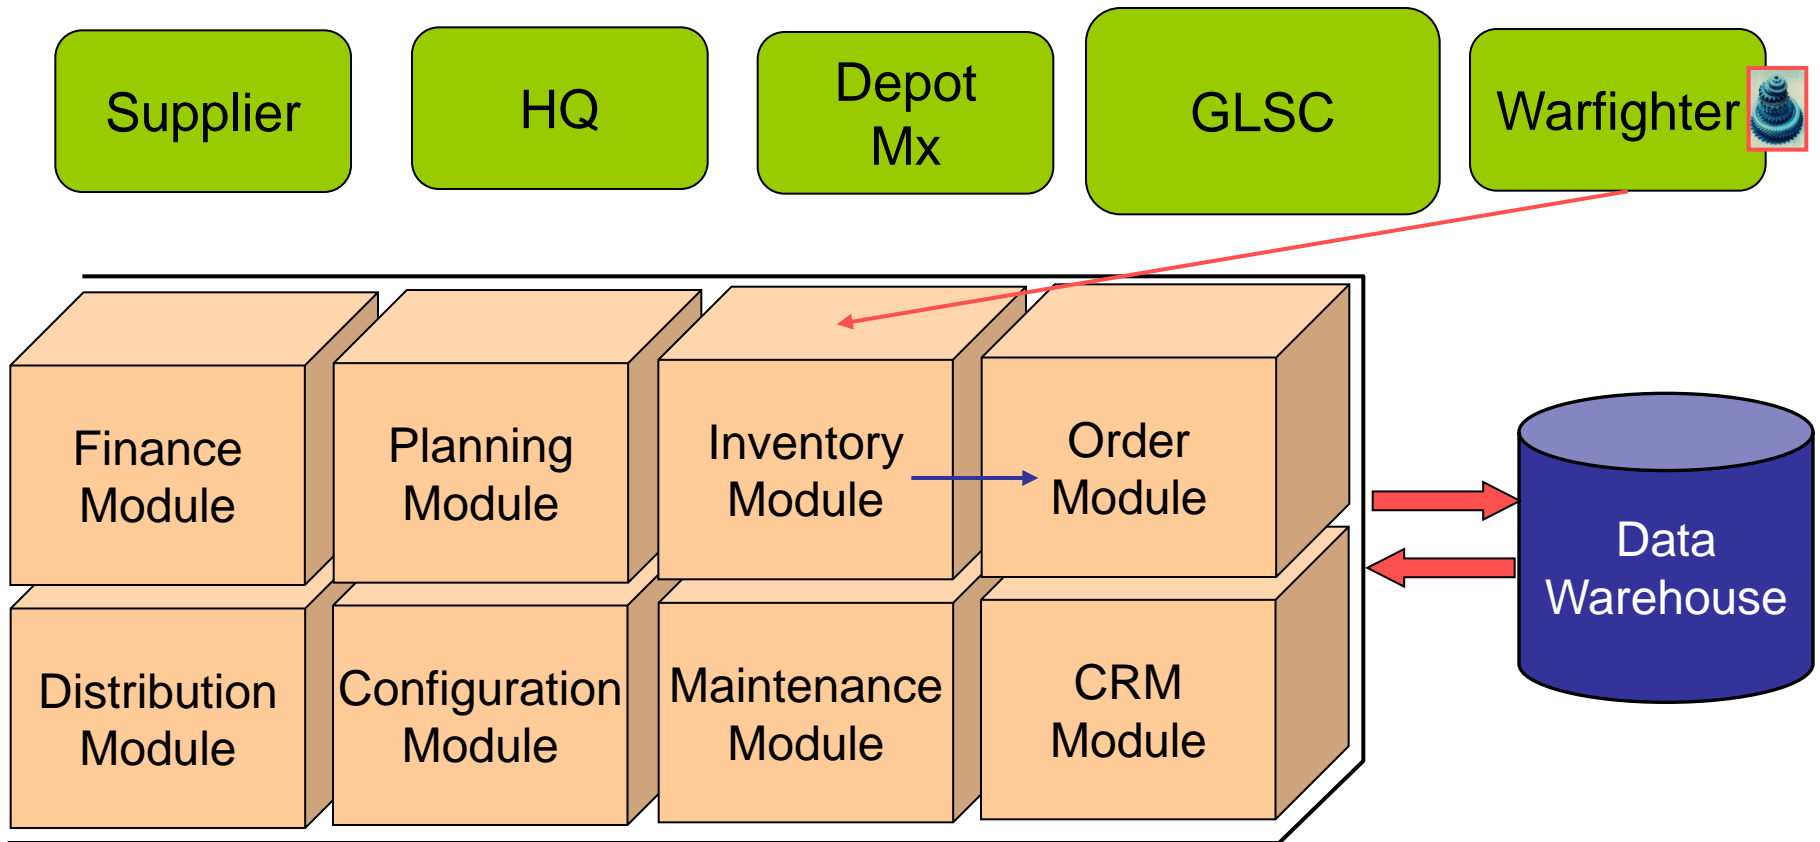 Supplier
HQ
Depot
Mx
GLSC
Warfighter
Finance
Module
Planning
Module
Inventory
Module
Order
Module
Data
Warehouse
Distribution
Module
Configuration
Module
Maintenance
Module
CRM
Module